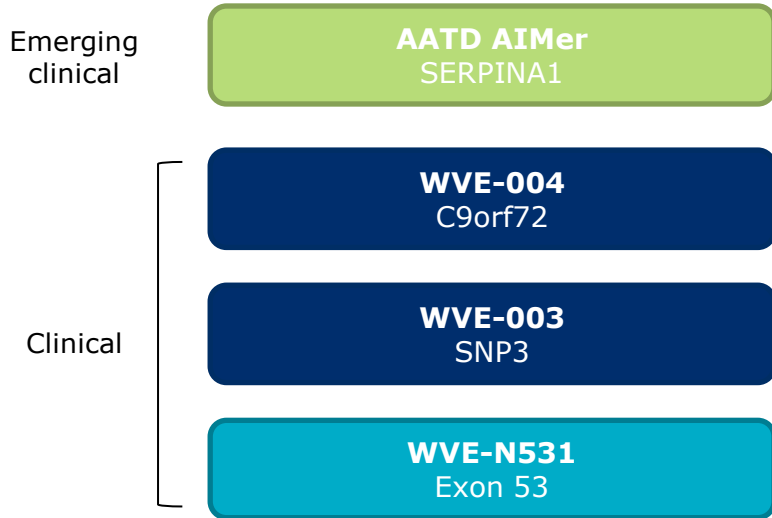 Emerging
clinical
AATD AIMer
SERPINA1
WVE-004
C9orf72
Clinical
WVE-003
SNP3
WVE-N531
Exon 53